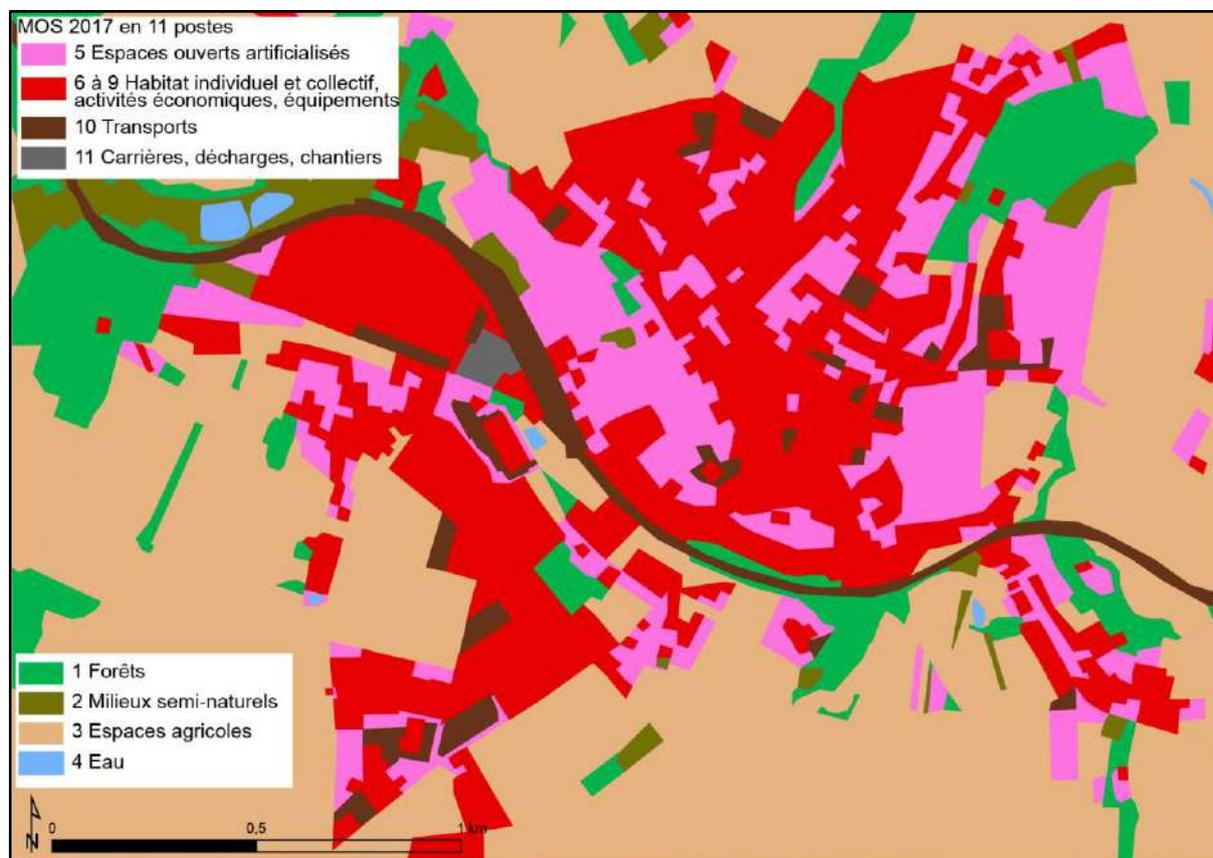 MOS 2017 en 11 postes
5 Espaces ouverts artificialisés
6 à 9 Habitat individuel et collectif,
activités économiques, équipements
10 Transports
11 Carrières, décharges, chantiers
1 Forêts
2 Milieux semi-naturels
3 Espaces agricoles
4 Eau
N
0 0,5 1 km